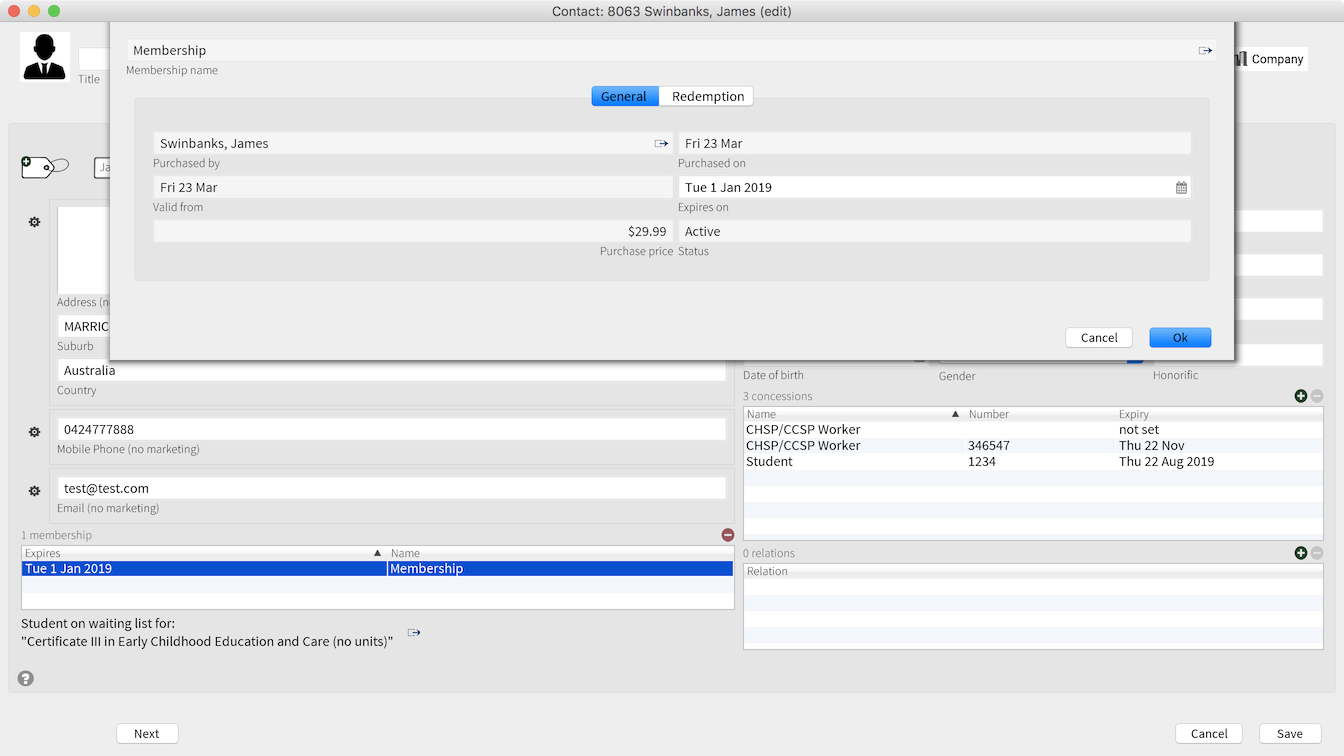 Contact: 8063 Swinbanks, James (edit)
Membership
Membership name
Title
Company
General Redemption
Swinbanks, James Fri 23 Mar
Purchased by Purchased on
Fri 23 Mar Tue 1 Jan 2019
Valid from Expires on
$29.99 Active
Purchase price Status
Cancel Ok
Ja
Address (n
MARRIC
Suburb
Australia
Country
0424777888
Mobile Phone (no marketing)
test@test.com
Email (no marketing)
1 membership
Expires Name
Tue 1 Jan 2019 Membership
Student on waiting list for:
"Certificate III in Early Childhood Education and Care (no units)"
Date of birth Gender Honorific
3 concessions
Name Number Expiry
CHSP/CCSP Worker not set
CHSP/CCSP Worker 346547 Thu 22 Nov
Student 1234 Thu 22 Aug 2019
0 relations
Relation
?
Next Cancel Save